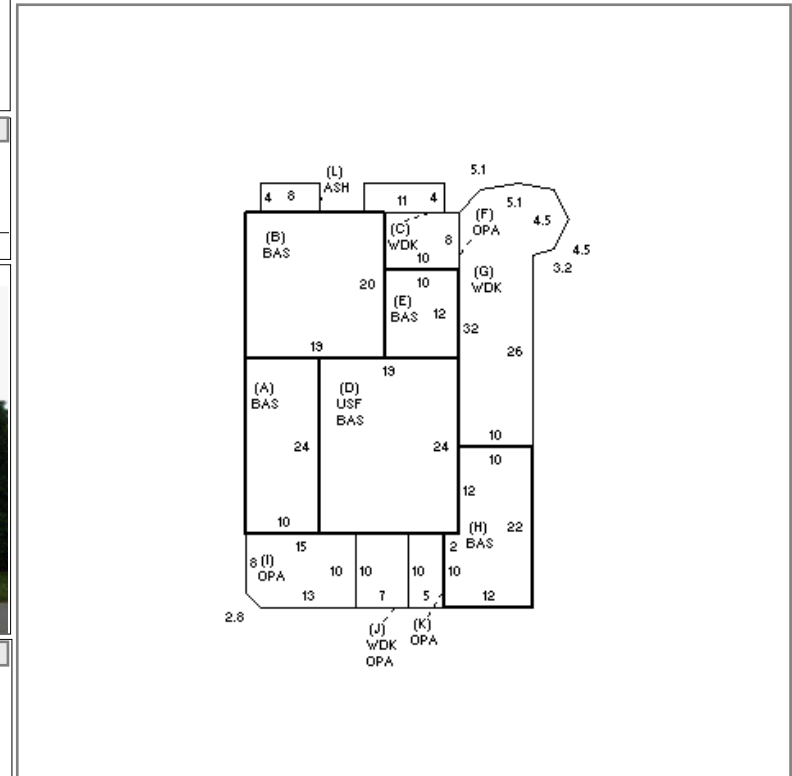 (L)
ASH
5.1
4 8
11 4
5.1
4.5
4.5
3.2
(B)
BAS
(C)
WDK
8
10
(F)
OPA
(G)
WDK
20
10
(E)
BAS
12
32
26
19
19
(A)
BAS
(D)
USF
BAS
24
24
10
10
12
22
(H)
BAS
10
15
2
8 (I)
OPA
10
10
10
10
13
7
5
12
2.8
(J)
WDK
OPA
(K)
OPA